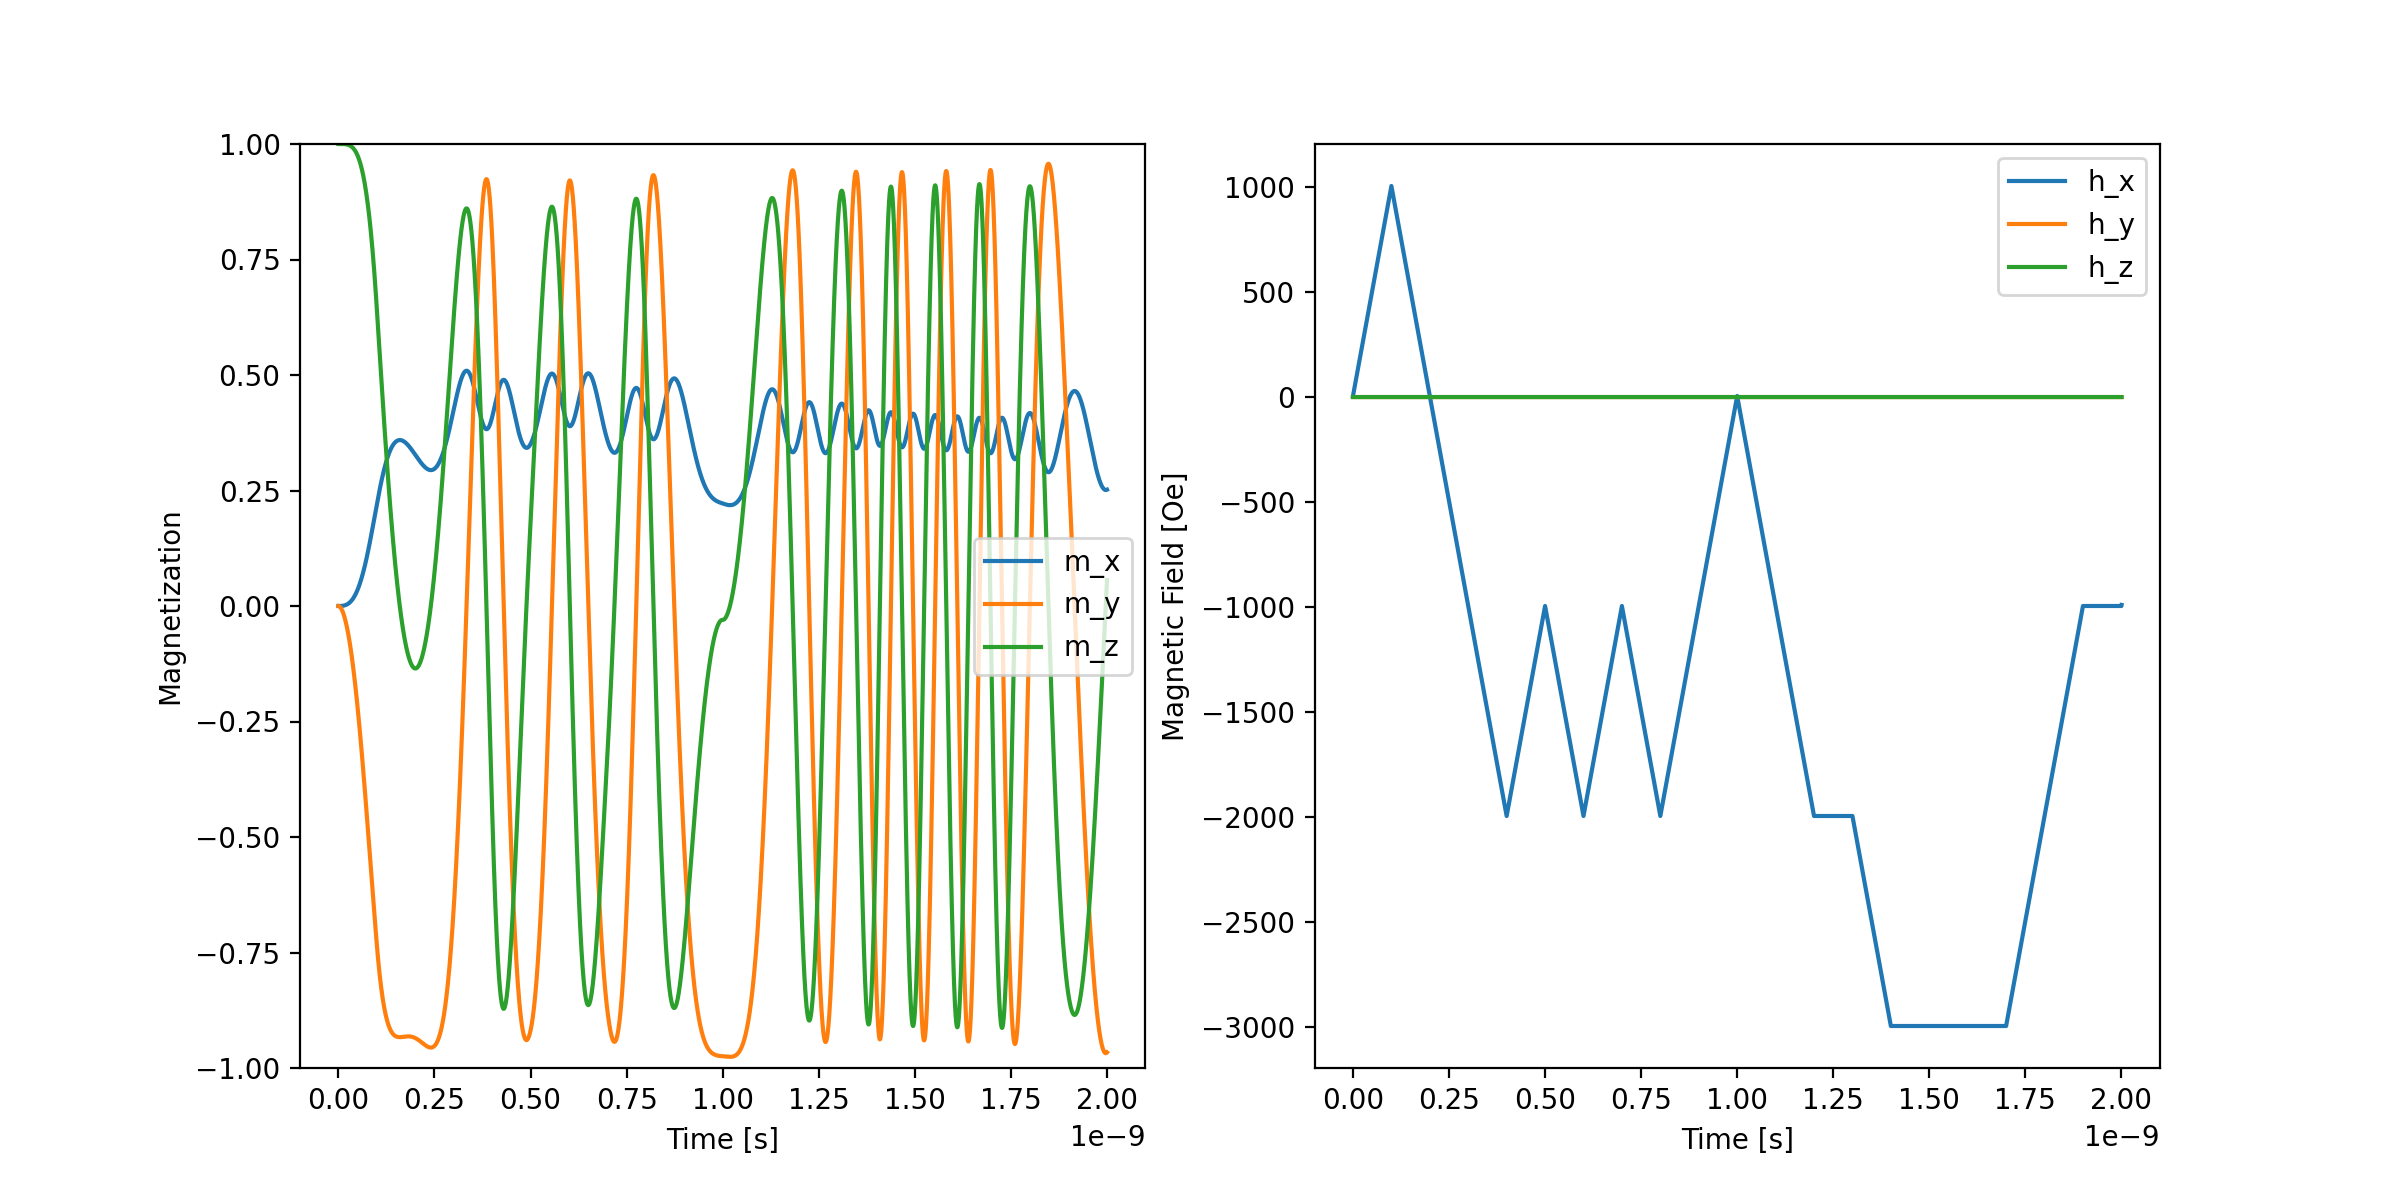 1.00
0.75
0.50
0.25
0.00
−0.25
−0.50
−0.75
−1.00
Magnetization
0.00 0.25 0.50 0.75 1.00 1.25 1.50 1.75 2.00
Time [s]
1e−9
m_x
m_y
m_z
1000
500
0
−500
−1000
−1500
−2000
−2500
−3000
Magnetic Field [Oe]
0.00 0.25 0.50 0.75 1.00 1.25 1.50 1.75 2.00
Time [s]
1e−9
h_x
h_y
h_z